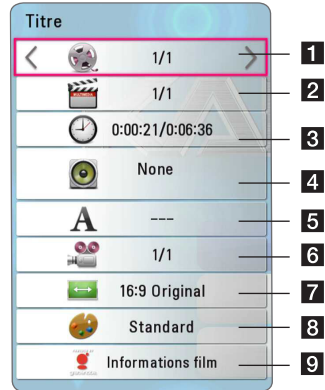 Titre
1/1 1
1/1 2
0:00:21/0:06:36 3
None 4
A --- 5
1/1 6
16:9 Original 7
Standard 8
Informations film 9